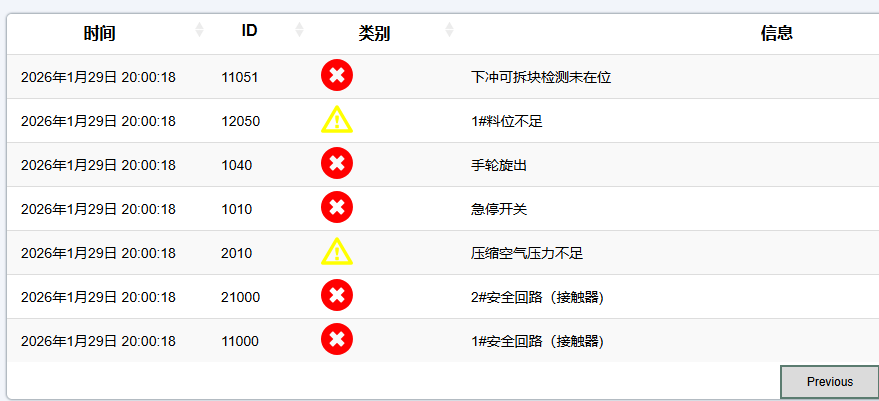 时间 ID 类别 信息
2026年1月29日 20:00:18 11051 下冲可拆块检测未在位
2026年1月29日 20:00:18 12050 1#料位不足
2026年1月29日 20:00:18 1040 手轮旋出
2026年1月29日 20:00:18 1010 急停开关
2026年1月29日 20:00:18 2010 压缩空气压力不足
2026年1月29日 20:00:18 21000 2#安全回路（接触器)
2026年1月29日 20:00:18 11000 1#安全回路（接触器)
Previous